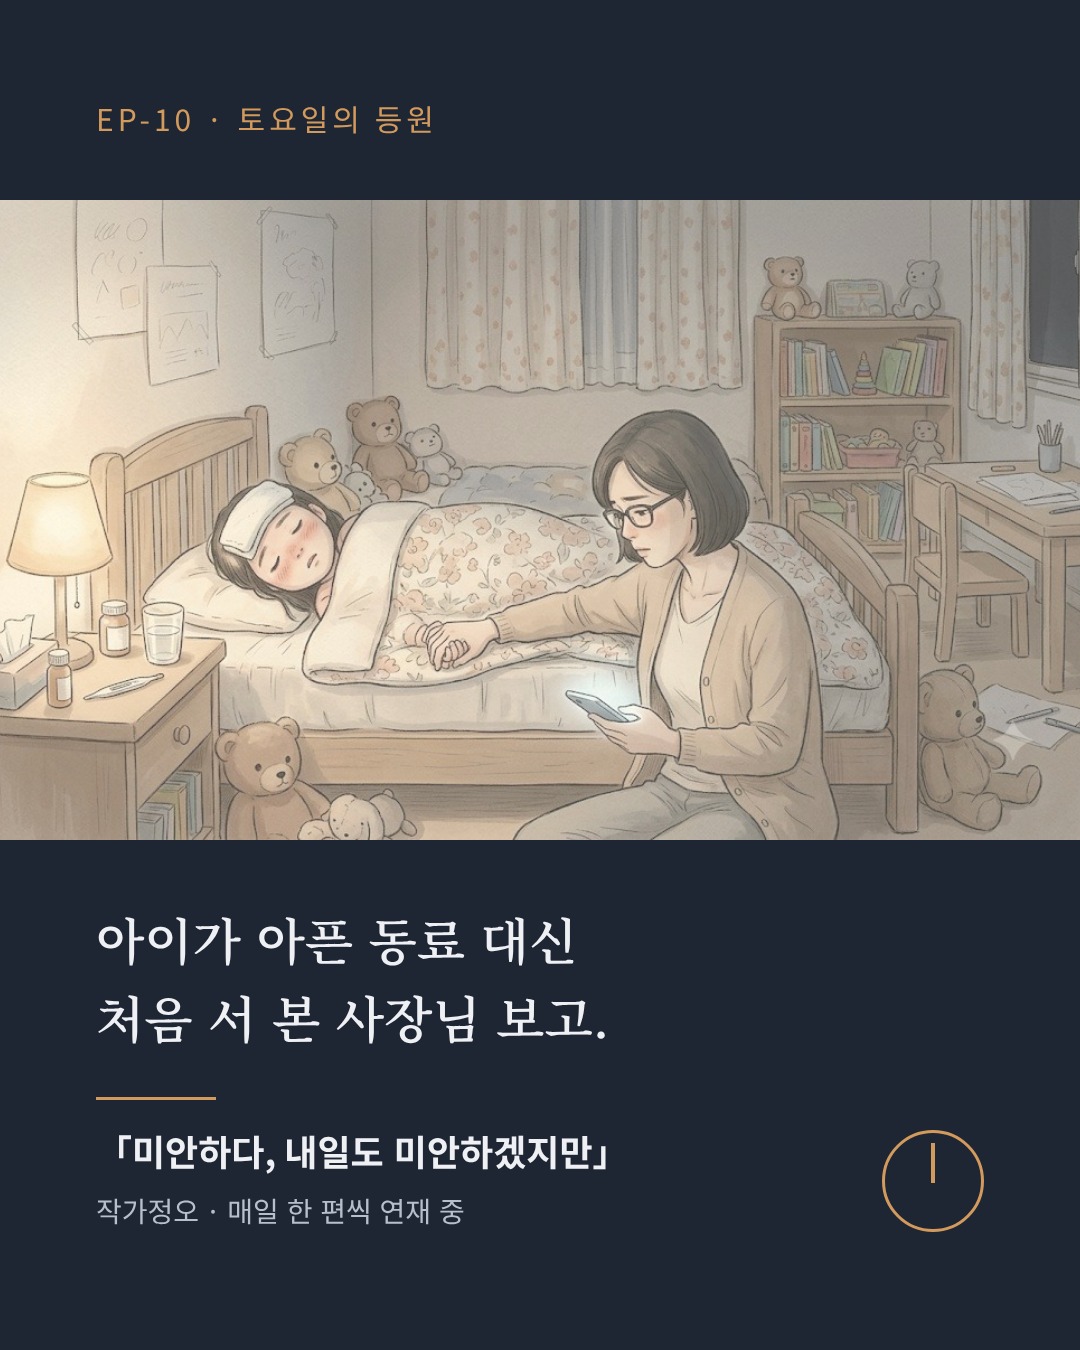 EP-10 · 토요일의 등원
아이가 아픈 동료 대신
처음 서 본 사장님 보고.
「미안하다, 내일도 미안하겠지만」
작가정오 · 매일 한 편씩 연재 중